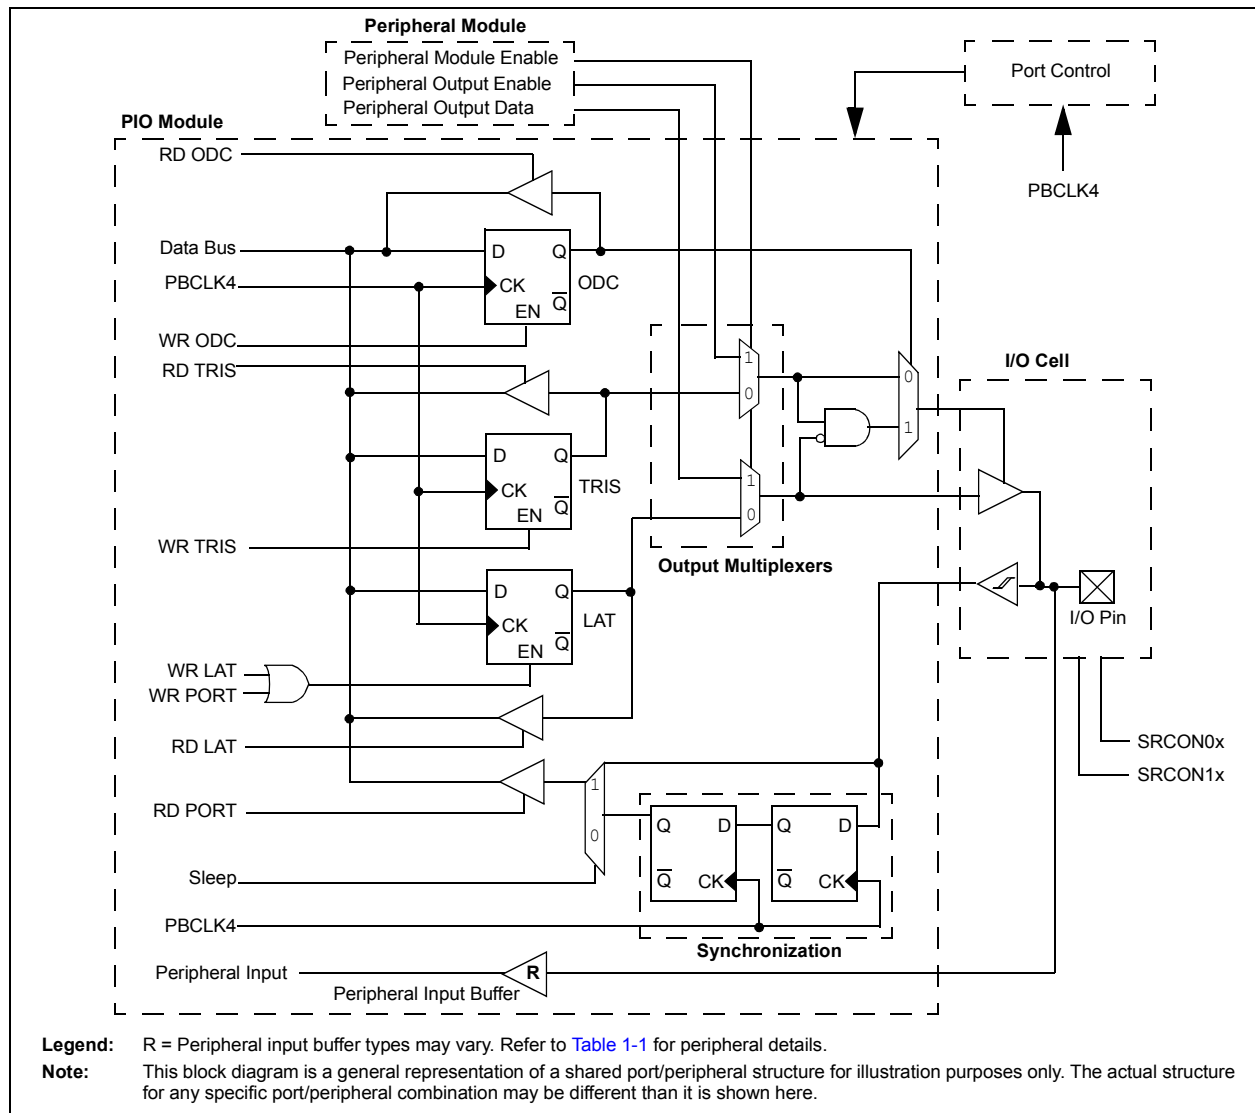 Peripheral Module
Peripheral Module Enable
Peripheral Output Enable
Peripheral Output Data
Port Control
PBCLK4
PIO Module
RD ODC
Data Bus
D Q
ODC
PBCLK4
CK
Q
EN
WR ODC
RD TRIS
1
0
0
1
I/O Cell
D Q
TRIS
CK
Q
EN
WR TRIS
1
0
Output Multiplexers
D Q
LAT
CK
Q
EN
I/O Pin
WR LAT
WR PORT
RD LAT
SRCON0x
SRCON1x
RD PORT
1
0
Q D
Q CK
Q D
Q CK
Sleep
PBCLK4
Synchronization
Peripheral Input
R
Peripheral Input Buffer
Legend: R = Peripheral input buffer types may vary. Refer to Table 1-1 for peripheral details.
Note: This block diagram is a general representation of a shared port/peripheral structure for illustration purposes only. The actual structure
for any specific port/peripheral combination may be different than it is shown here.